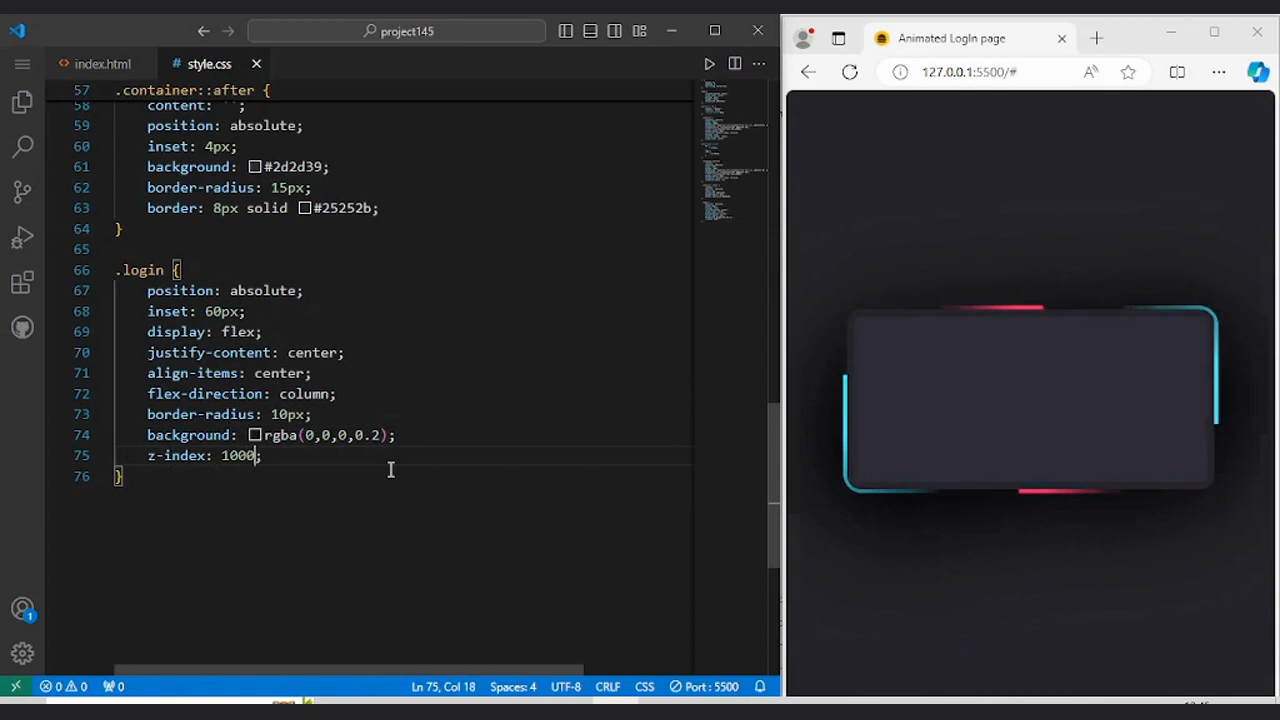 project145
index.html
style.css
57 .container::after {
58 content: '';
59 position: absolute;
60 inset: 4px;
61 background: #2d2d39;
62 border-radius: 15px;
63 border: 8px solid #25252b;
64 }
65
66 .login {
67 position: absolute;
68 inset: 60px;
69 display: flex;
70 justify-content: center;
71 align-items: center;
72 flex-direction: column;
73 border-radius: 10px;
74 background: rgba(0,0,0,0.2);
75 z-index: 1000;
76 }
1
0 0 0
Ln 75, Col 18
Spaces: 4
UTF-8
CRLF
CSS
Port : 5500
Animated LogIn page
127.0.0.1:5500/#